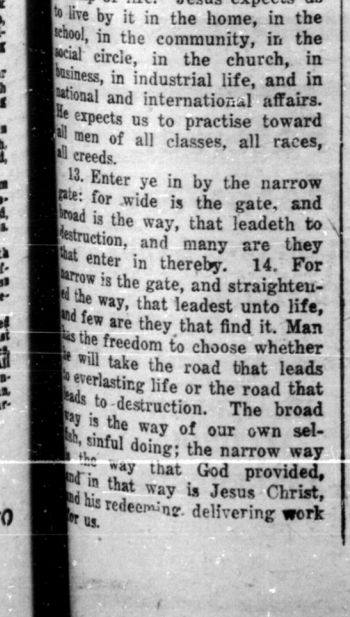 of life. Jesus expects us
to live by it in the home, in the
school, in the community, in the
social circle, in the church, in
business, in industrial life, and in
national and international affairs.
He expects us to practise toward
all men of all classes, all races,
all creeds.
13. Enter ye in by the narrow
gate: for wide is the gate, and
broad is the way, that leadeth to
destruction, and many are they
that enter in thereby. 14. For
narrow is the gate, and straighten-
ed the way, that leadest unto life,
and few are they that find it. Man
has the freedom to choose whether
he will take the road that leads
to everlasting life or the road that
leads to destruction. The broad
way is the way of our own sel-
fish, sinful doing; the narrow way
is the way that God provided,
and in that way is Jesus Christ,
and his redeeming, delivering work
for us.